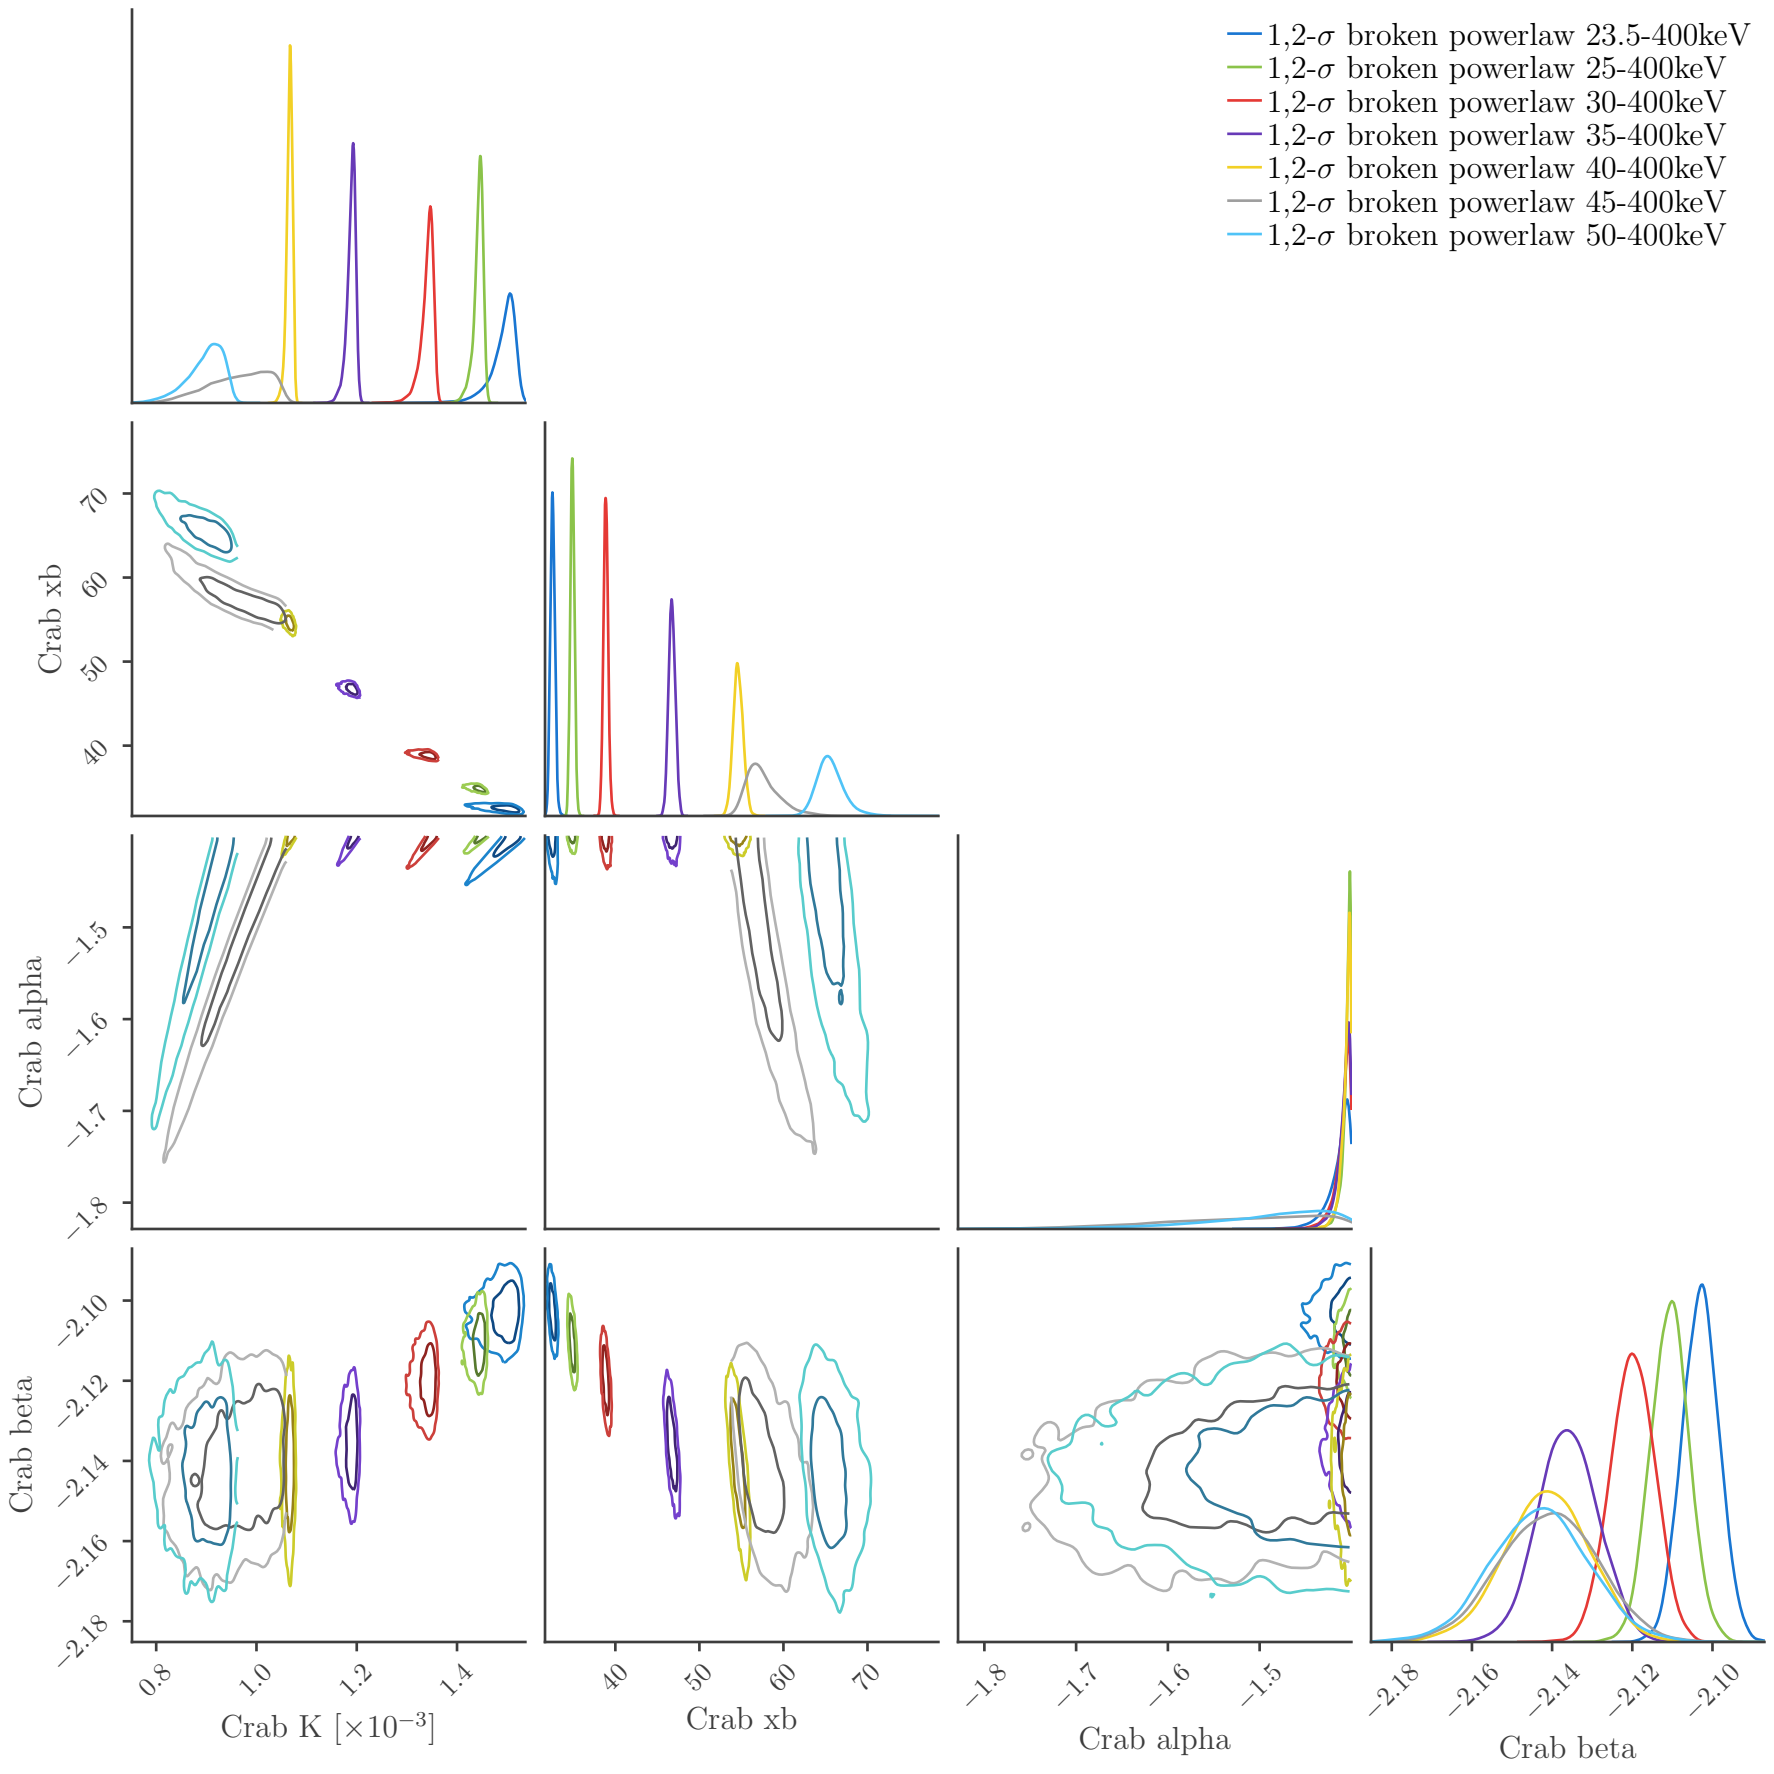 1,2-σ broken powerlaw 23.5-400keV
1,2-σ broken powerlaw 25-400keV
1,2-σ broken powerlaw 30-400keV
1,2-σ broken powerlaw 35-400keV
1,2-σ broken powerlaw 40-400keV
1,2-σ broken powerlaw 45-400keV
1,2-σ broken powerlaw 50-400keV
70
60
50
40
Crab xb
−1.5
−1.6
−1.7
−1.8
Crab alpha
−2.10
−2.12
−2.14
−2.16
−2.18
Crab beta
0.8 1.0 1.2 1.4
Crab K [×10⁻³]
40 50 60 70
Crab xb
−1.8 −1.7 −1.6 −1.5
Crab alpha
−2.18 −2.16 −2.14 −2.12 −2.10
Crab beta